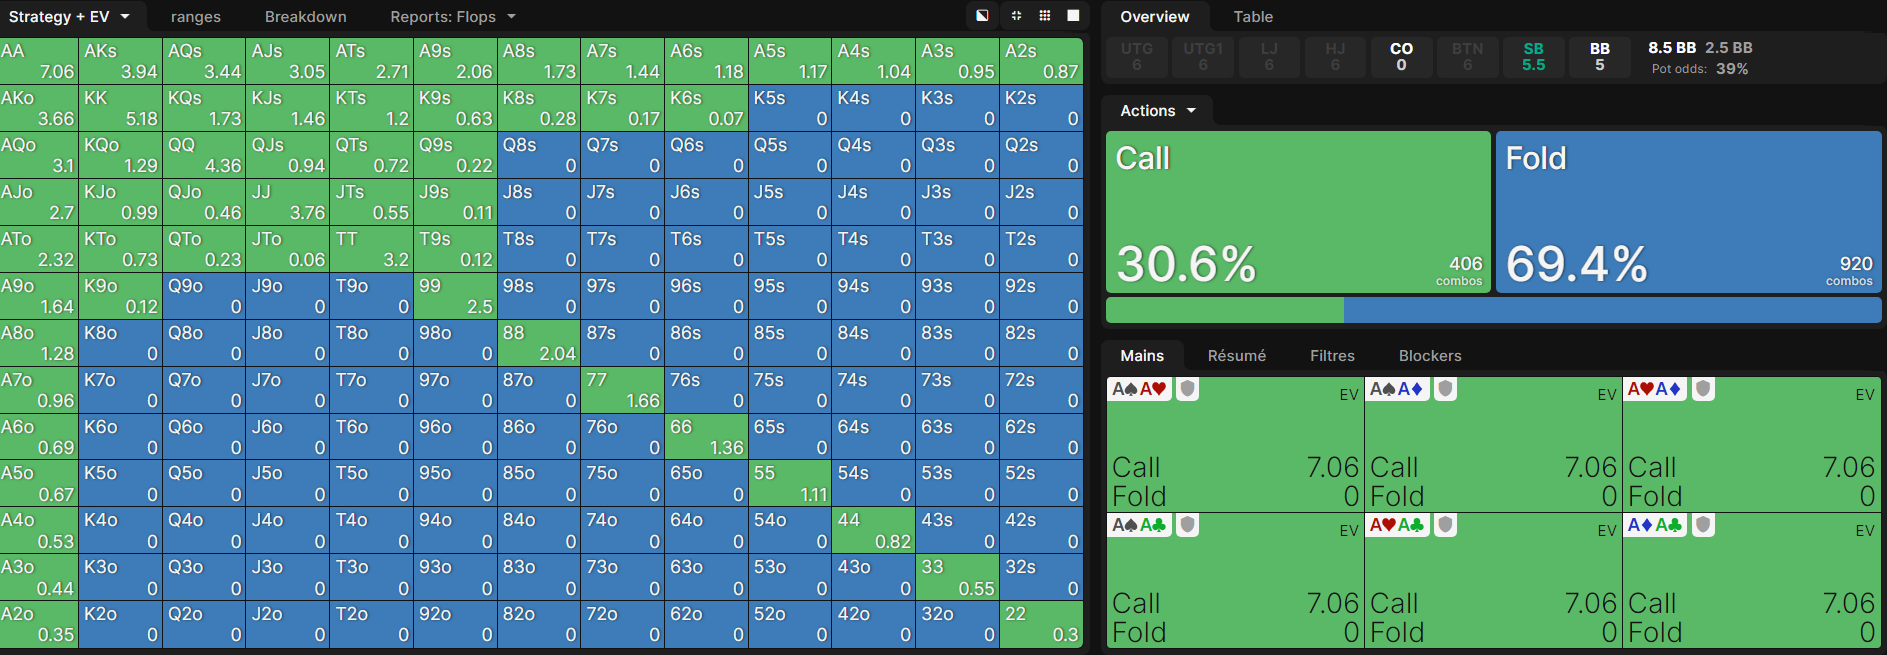 Strategy + EV ranges Breakdown Reports: Flops
AA AKs AQs AJs ATs A9s A8s A7s A6s A5s A4s A3s A2s
7.06 3.94 3.44 3.05 2.71 2.06 1.73 1.44 1.18 1.17 1.04 0.95 0.87
AKo KK KQs KJs KTs K9s K8s K7s K6s K5s K4s K3s K2s
3.66 5.18 1.73 1.46 1.2 0.63 0.28 0.17 0.07 0 0 0 0
AQo KQo QQ QJs QTs Q9s Q8s Q7s Q6s Q5s Q4s Q3s Q2s
3.1 1.29 4.36 0.94 0.72 0.22 0 0 0 0 0 0 0
AJo KJo QJo JJ JTs J9s J8s J7s J6s J5s J4s J3s J2s
2.7 0.99 0.46 3.76 0.55 0.11 0 0 0 0 0 0 0
ATo KTo QTo JTo TT T9s T8s T7s T6s T5s T4s T3s T2s
2.32 0.73 0.23 0.06 3.2 0.12 0 0 0 0 0 0 0
A9o K9o Q9o J9o T9o 99 98s 97s 96s 95s 94s 93s 92s
1.64 0.12 0 0 0 2.5 0 0 0 0 0 0 0
A8o K8o Q8o J8o T8o 98o 88 87s 86s 85s 84s 83s 82s
1.28 0 0 0 0 0 2.04 0 0 0 0 0 0
A7o K7o Q7o J7o T7o 97o 87o 77 76s 75s 74s 73s 72s
0.96 0 0 0 0 0 0 1.66 0 0 0 0 0
A6o K6o Q6o J6o T6o 96o 86o 76o 66 65s 64s 63s 62s
0.69 0 0 0 0 0 0 0 1.36 0 0 0 0
A5o K5o Q5o J5o T5o 95o 85o 75o 65o 55 54s 53s 52s
0.67 0 0 0 0 0 0 0 0 1.11 0 0 0
A4o K4o Q4o J4o T4o 94o 84o 74o 64o 54o 44 43s 42s
0.53 0 0 0 0 0 0 0 0 0 0.82 0 0
A3o K3o Q3o J3o T3o 93o 83o 73o 63o 53o 43o 33 32s
0.44 0 0 0 0 0 0 0 0 0 0 0.55 0
A2o K2o Q2o J2o T2o 92o 82o 72o 62o 52o 42o 32o 22
0.35 0 0 0 0 0 0 0 0 0 0 0 0.3
Overview Table
UTG UTG1 LJ HJ CO BTN SB BB 8.5 BB 2.5 BB
6 6 6 6 0 6 5.5 5 Pot odds: 39%
Actions
Call Fold
30.6% 406 69.4% 920
combos combos
Mains Résumé Filtres Blockers
A♠A♥ EV A♠A♦ EV A♥A♦ EV
Call 7.06 Call 7.06 Call 7.06
Fold 0 Fold 0 Fold 0
A♠A♣ EV A♥A♣ EV A♦A♣ EV
Call 7.06 Call 7.06 Call 7.06
Fold 0 Fold 0 Fold 0